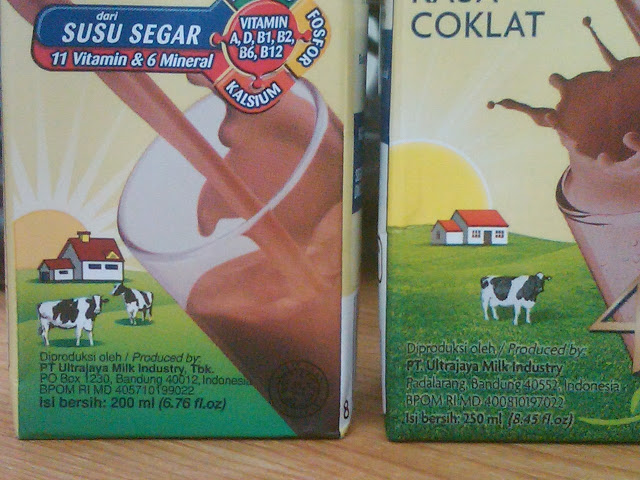 dari
SUSU SEGAR
11 Vitamin & 6 Mineral
VITAMIN
A, D, B1, B2,
B6, B12
FOSFOR
KALSIUM
Diproduksi oleh / Produced by:
PT Ultrajaya Milk Industry, Tbk.
PO Box 1230, Bandung 40012, Indonesia
BPOM RI MD 405710199022
Isi bersih: 200 ml (6.76 fl.oz)
8
COKLAT
Diproduksi oleh / Produced by:
PT. Ultrajaya Milk Industry
Padalarang, Bandung 40552, Indonesia
BPOM RI MD 400810197022
Isi bersih: 250 ml (8.45 fl.oz)